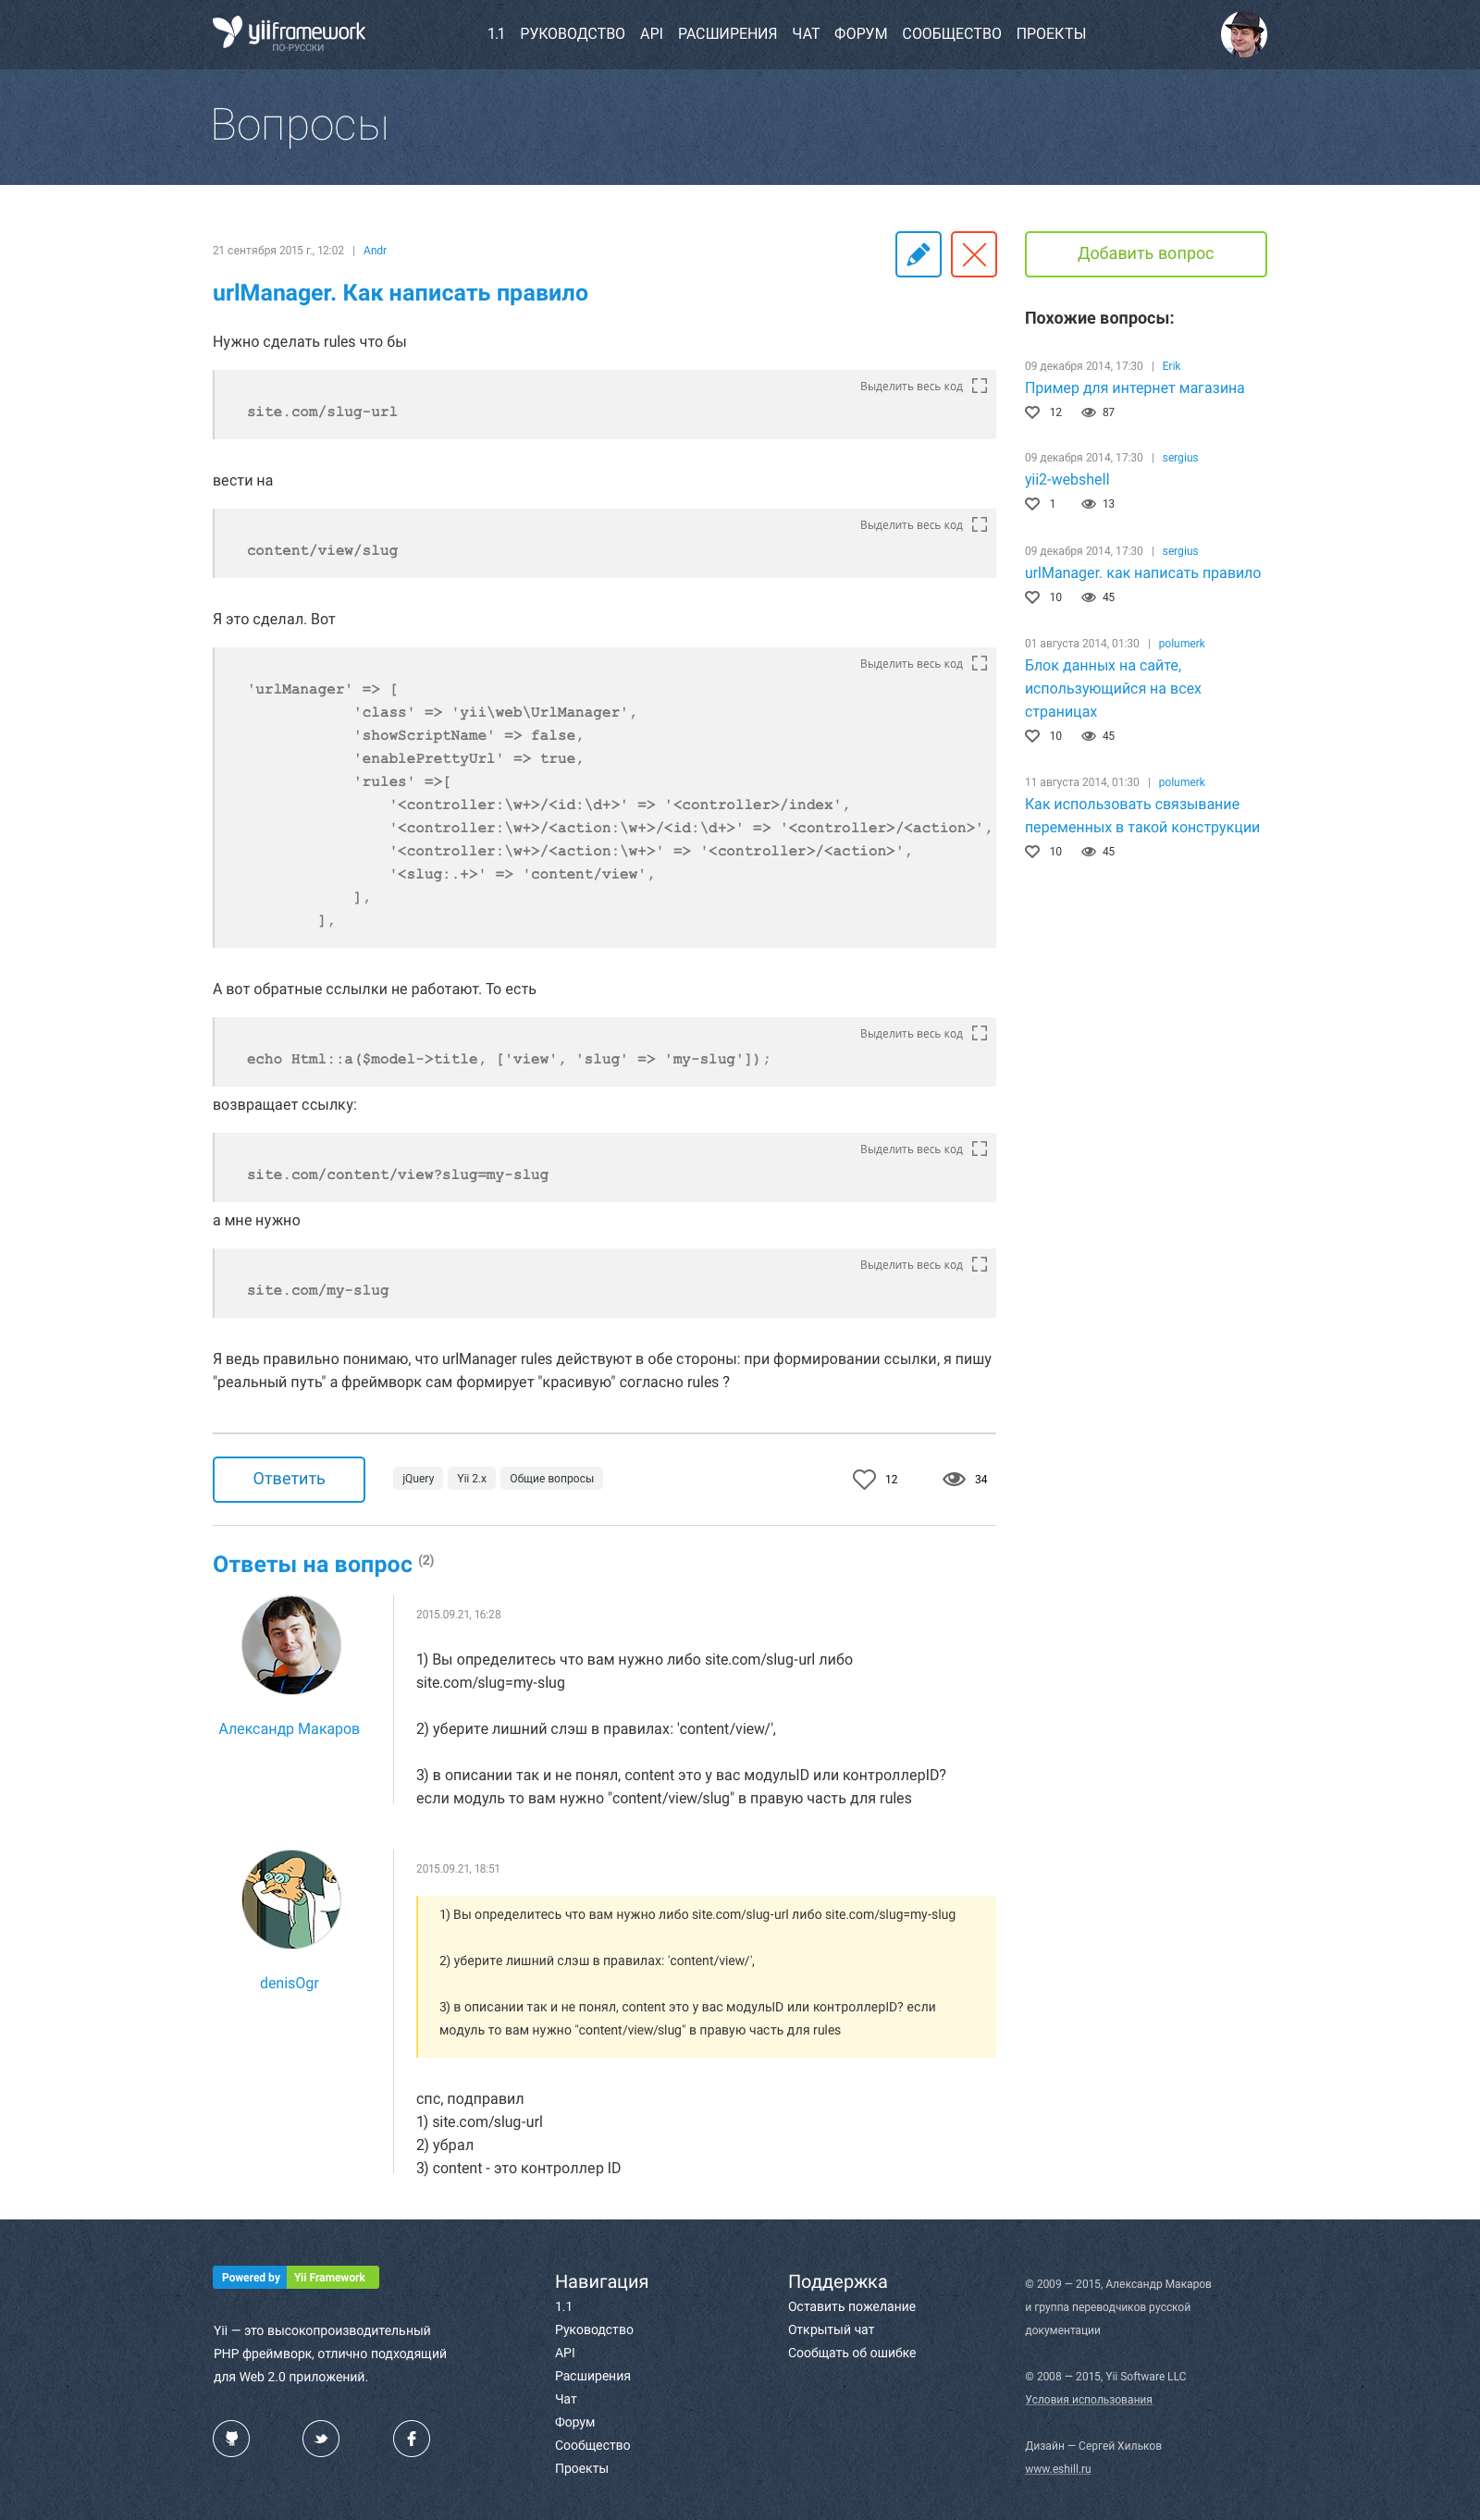 yiiframework
ПО-РУССКИ
1.1 РУКОВОДСТВО API РАСШИРЕНИЯ ЧАТ ФОРУМ СООБЩЕСТВО ПРОЕКТЫ
Вопросы
21 сентября 2015 г., 12:02 | Andr
urlManager. Как написать правило
Нужно сделать rules что бы
Выделить весь код
site.com/slug-url
вести на
Выделить весь код
content/view/slug
Я это сделал. Вот
Выделить весь код
'urlManager' => [
'class' => 'yii\web\UrlManager',
'showScriptName' => false,
'enablePrettyUrl' => true,
'rules' =>[
'<controller:\w+>/<id:\d+>' => '<controller>/index',
'<controller:\w+>/<action:\w+>/<id:\d+>' => '<controller>/<action>',
'<controller:\w+>/<action:\w+>' => '<controller>/<action>',
'<slug:.+>' => 'content/view',
],
],
А вот обратные сслылки не работают. То есть
Выделить весь код
echo Html::a($model->title, ['view', 'slug' => 'my-slug']);
возвращает ссылку:
Выделить весь код
site.com/content/view?slug=my-slug
а мне нужно
Выделить весь код
site.com/my-slug
Я ведь правильно понимаю, что urlManager rules действуют в обе стороны: при формировании ссылки, я пишу
"реальный путь" а фреймворк сам формирует "красивую" согласно rules ?
Ответить
jQuery Yii 2.x Общие вопросы
12 34
Ответы на вопрос (2)
2015.09.21, 16:28
1) Вы определитесь что вам нужно либо site.com/slug-url либо
site.com/slug=my-slug
2) уберите лишний слэш в правилах: 'content/view/',
3) в описании так и не понял, content это у вас модульID или контроллерID?
если модуль то вам нужно "content/view/slug" в правую часть для rules
Александр Макаров
2015.09.21, 18:51
1) Вы определитесь что вам нужно либо site.com/slug-url либо site.com/slug=my-slug
2) уберите лишний слэш в правилах: 'content/view/',
3) в описании так и не понял, content это у вас модульID или контроллерID? если
модуль то вам нужно "content/view/slug" в правую часть для rules
denisOgr
спс, подправил
1) site.com/slug-url
2) убрал
3) content - это контроллер ID
Добавить вопрос
Похожие вопросы:
09 декабря 2014, 17:30 | Erik
Пример для интернет магазина
12 87
09 декабря 2014, 17:30 | sergius
yii2-webshell
1 13
09 декабря 2014, 17:30 | sergius
urlManager. как написать правило
10 45
01 августа 2014, 01:30 | polumerk
Блок данных на сайте,
использующийся на всех
страницах
10 45
11 августа 2014, 01:30 | polumerk
Как использовать связывание
переменных в такой конструкции
10 45
Powered by Yii Framework
Yii — это высокопроизводительный
PHP фреймворк, отлично подходящий
для Web 2.0 приложений.
Навигация
1.1
Руководство
API
Расширения
Чат
Форум
Сообщество
Проекты
Поддержка
Оставить пожелание
Открытый чат
Сообщать об ошибке
© 2009 — 2015, Александр Макаров
и группа переводчиков русской
документации
© 2008 — 2015, Yii Software LLC
Условия использования
Дизайн — Сергей Хильков
www.eshill.ru